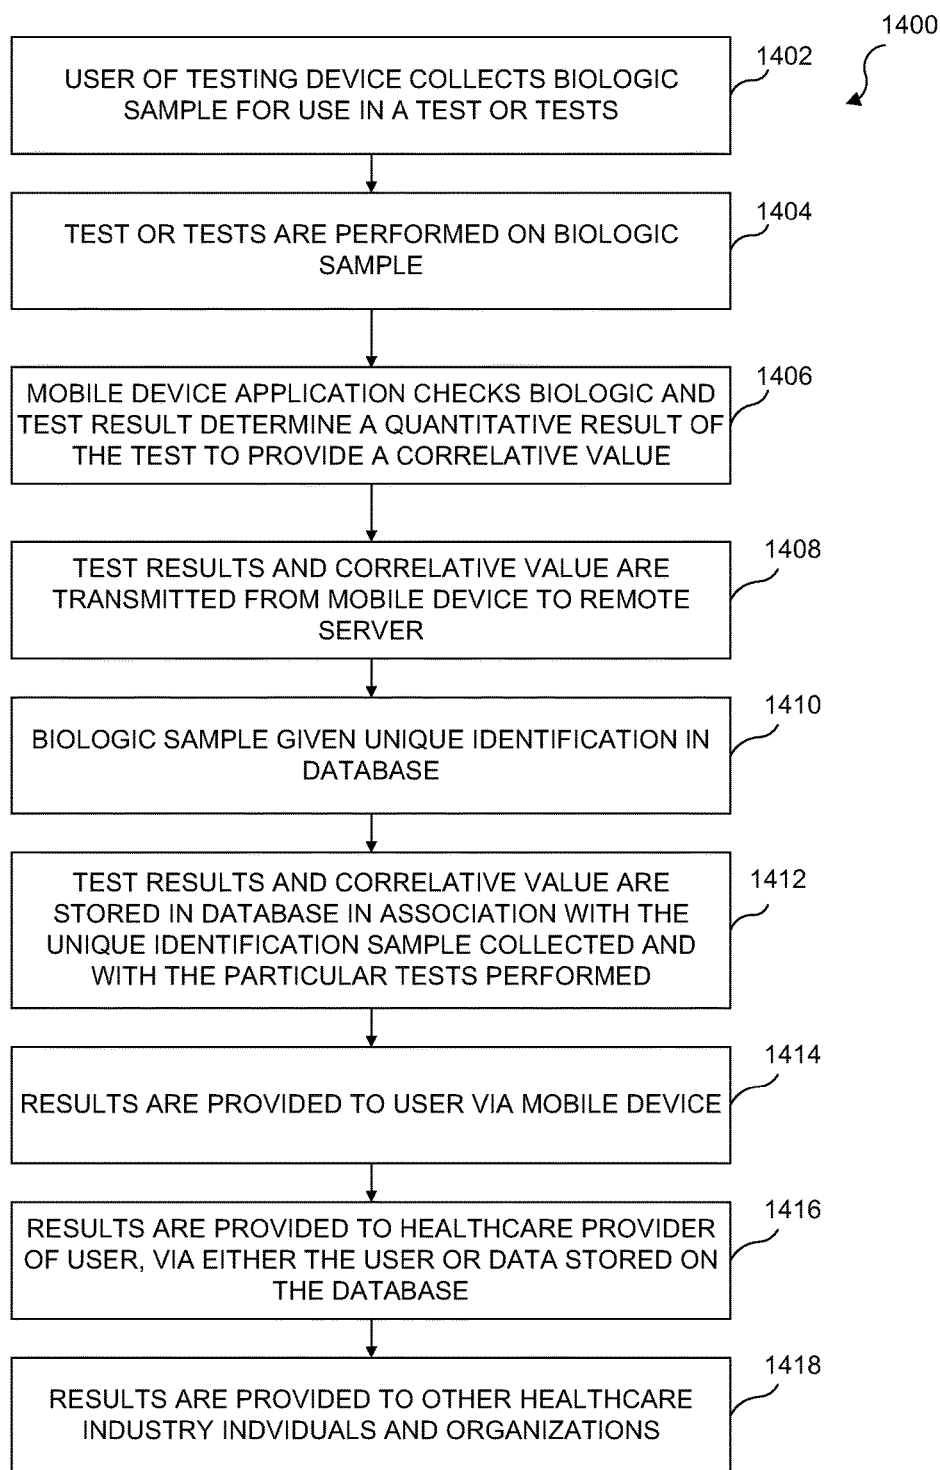 1400
1402
USER OF TESTING DEVICE COLLECTS BIOLOGIC
SAMPLE FOR USE IN A TEST OR TESTS
1404
TEST OR TESTS ARE PERFORMED ON BIOLOGIC
SAMPLE
1406
MOBILE DEVICE APPLICATION CHECKS BIOLOGIC AND
TEST RESULT DETERMINE A QUANTITATIVE RESULT OF
THE TEST TO PROVIDE A CORRELATIVE VALUE
1408
TEST RESULTS AND CORRELATIVE VALUE ARE
TRANSMITTED FROM MOBILE DEVICE TO REMOTE
SERVER
1410
BIOLOGIC SAMPLE GIVEN UNIQUE IDENTIFICATION IN
DATABASE
1412
TEST RESULTS AND CORRELATIVE VALUE ARE
STORED IN DATABASE IN ASSOCIATION WITH THE
UNIQUE IDENTIFICATION SAMPLE COLLECTED AND
WITH THE PARTICULAR TESTS PERFORMED
1414
RESULTS ARE PROVIDED TO USER VIA MOBILE DEVICE
1416
RESULTS ARE PROVIDED TO HEALTHCARE PROVIDER
OF USER, VIA EITHER THE USER OR DATA STORED ON
THE DATABASE
1418
RESULTS ARE PROVIDED TO OTHER HEALTHCARE
INDUSTRY INDVIDUALS AND ORGANIZATIONS